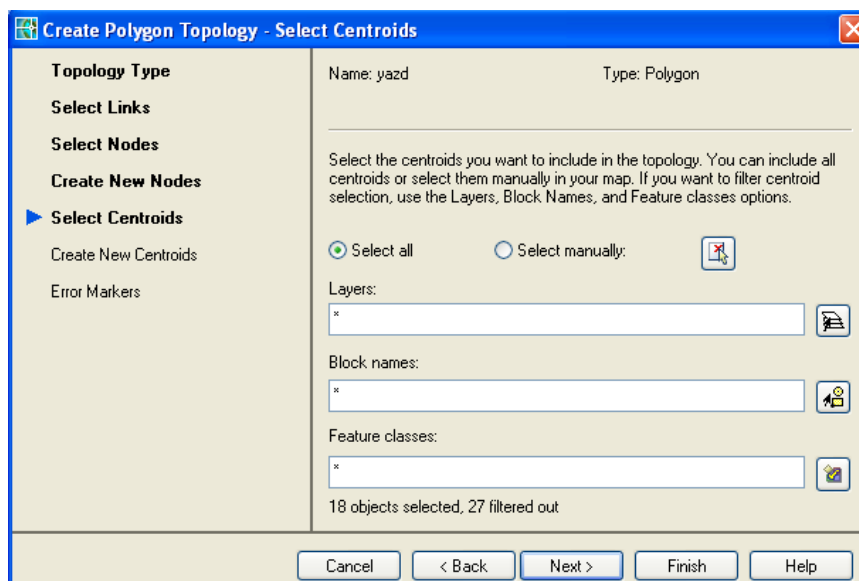 Create Polygon Topology - Select Centroids
Topology Type
Select Links
Select Nodes
Create New Nodes
Select Centroids
Create New Centroids
Error Markers
Name: yazd
Type: Polygon
Select the centroids you want to include in the topology. You can include all
centroids or select them manually in your map. If you want to filter centroid
selection, use the Layers, Block Names, and Feature classes options.
Select all
Select manually:
Layers:
*
Block names:
*
Feature classes:
*
18 objects selected, 27 filtered out
Cancel
< Back
Next >
Finish
Help